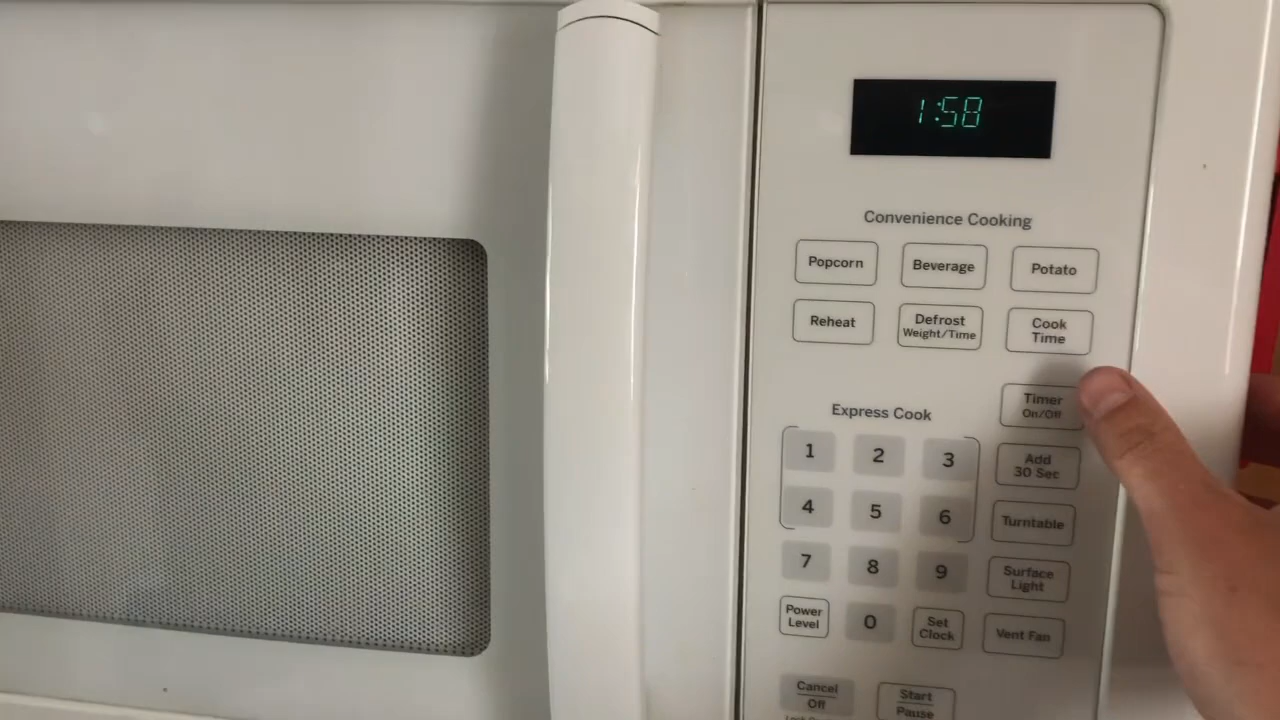 1:58
Convenience Cooking
Popcorn
Beverage
Potato
Reheat
Defrost
Weight/Time
Cook
Time
Express Cook
Timer
On/Off
1
2
3
Add
30 Sec
4
5
6
Turntable
7
8
9
Surface
Light
Power
Level
0
Set
Clock
Vent Fan
Cancel
Off
Start
Pause